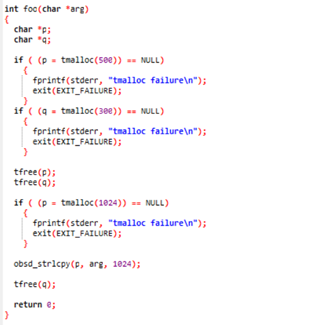 int foo(char *arg)
{
char *p;
char *q;
if ( (p = tmalloc(500)) == NULL)
{
fprintf(stderr, "tmalloc failure\n");
exit(EXIT_FAILURE);
}
if ( (q = tmalloc(300)) == NULL)
{
fprintf(stderr, "tmalloc failure\n");
exit(EXIT_FAILURE);
}
tfree(p);
tfree(q);
if ( (p = tmalloc(1024)) == NULL)
{
fprintf(stderr, "tmalloc failure\n");
exit(EXIT_FAILURE);
}
obsd_strlcpy(p, arg, 1024);
tfree(q);
return 0;
}